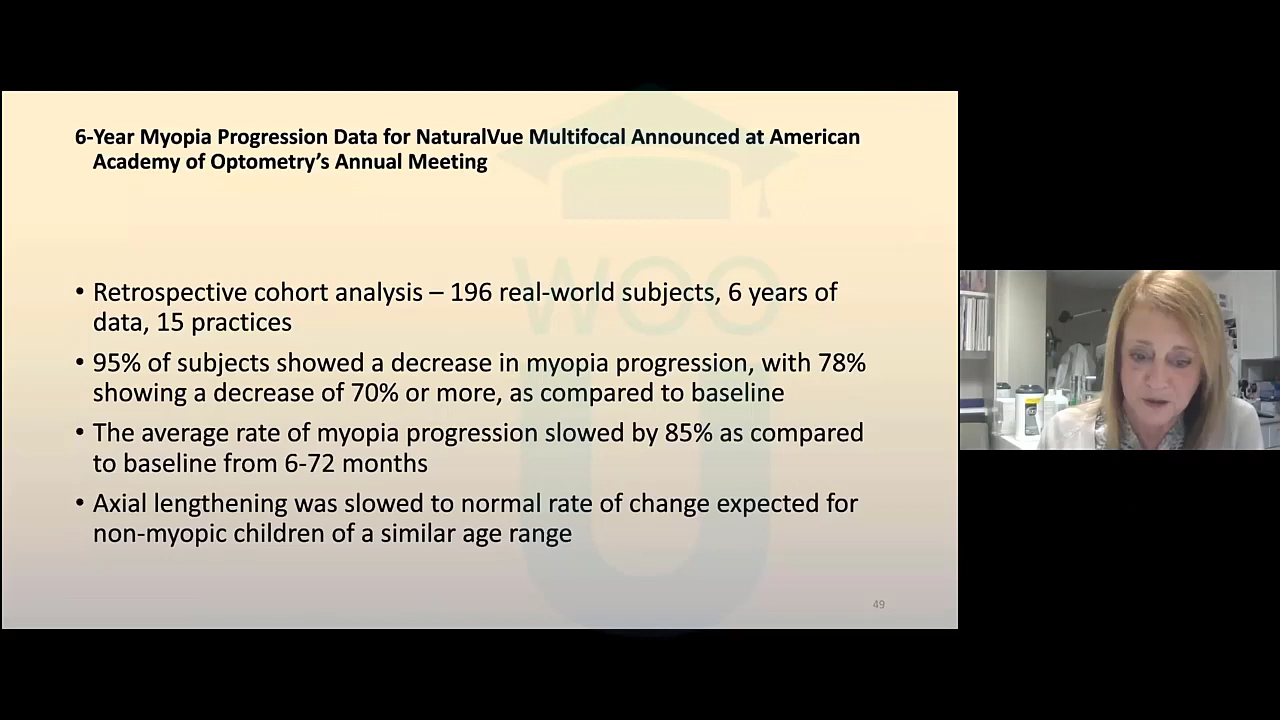 6-Year Myopia Progression Data for NaturalVue Multifocal Announced at American
Academy of Optometry’s Annual Meeting
• Retrospective cohort analysis – 196 real-world subjects, 6 years of
data, 15 practices
• 95% of subjects showed a decrease in myopia progression, with 78%
showing a decrease of 70% or more, as compared to baseline
• The average rate of myopia progression slowed by 85% as compared
to baseline from 6-72 months
• Axial lengthening was slowed to normal rate of change expected for
non-myopic children of a similar age range
WOO
U
49